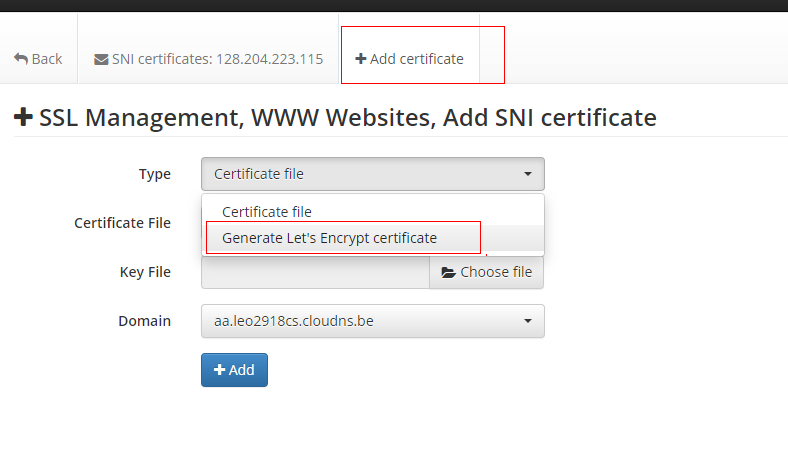 Back
SNI certificates: 128.204.223.115
Add certificate
SSL Management, WWW Websites, Add SNI certificate
Type
Certificate file
Certificate file
Certificate File
Generate Let's Encrypt certificate
Key File
Choose file
Domain
aa.leo2918cs.cloudns.be
Add